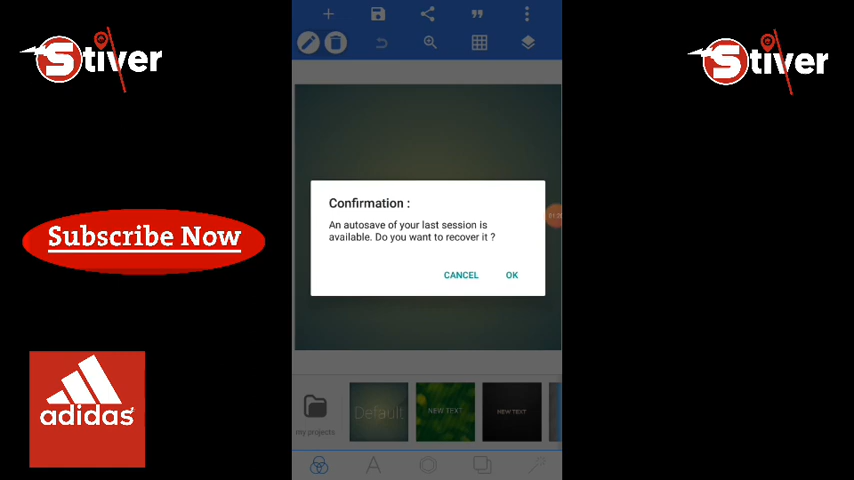 Stiver
Stiver
Confirmation :
An autosave of your last session is
available. Do you want to recover it ?
CANCEL
OK
Subscribe Now
adidas
my projects
Default
NEW TEXT
NEW TEXT